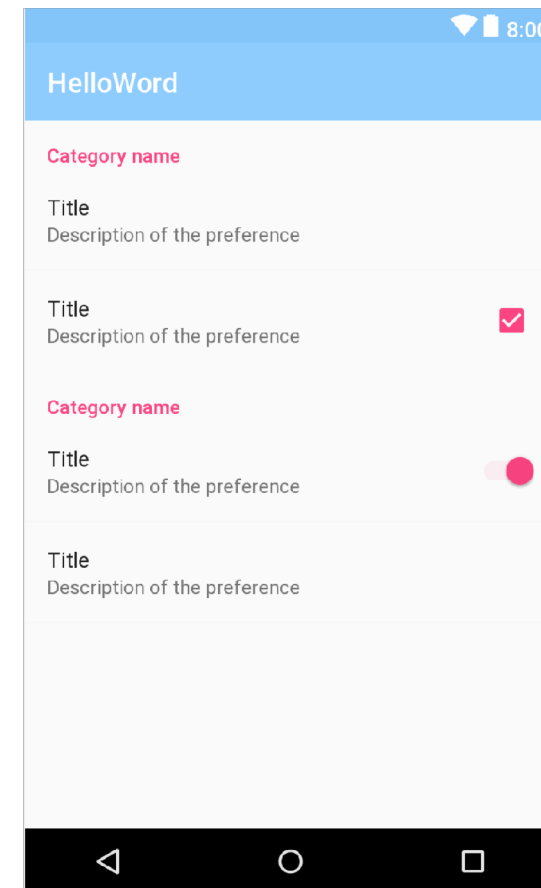 8:00
HelloWord
Category name
Title
Description of the preference
Title
Description of the preference
Category name
Title
Description of the preference
Title
Description of the preference